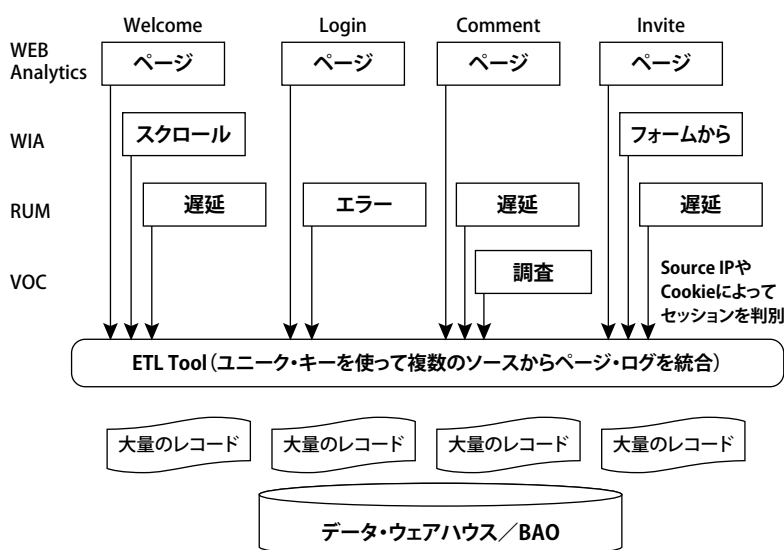 Welcome Login Comment Invite
WEB
Analytics
ページ ページ ページ ページ
WIA
スクロール フォームから
RUM
遅延 エラー 遅延 遅延
VOC
調査
Source IPや
Cookieによって
セッションを判別
ETL Tool（ユニーク・キーを使って複数のソースからページ・ログを統合）
大量のレコード 大量のレコード 大量のレコード 大量のレコード
データ・ウェアハウス／BAO